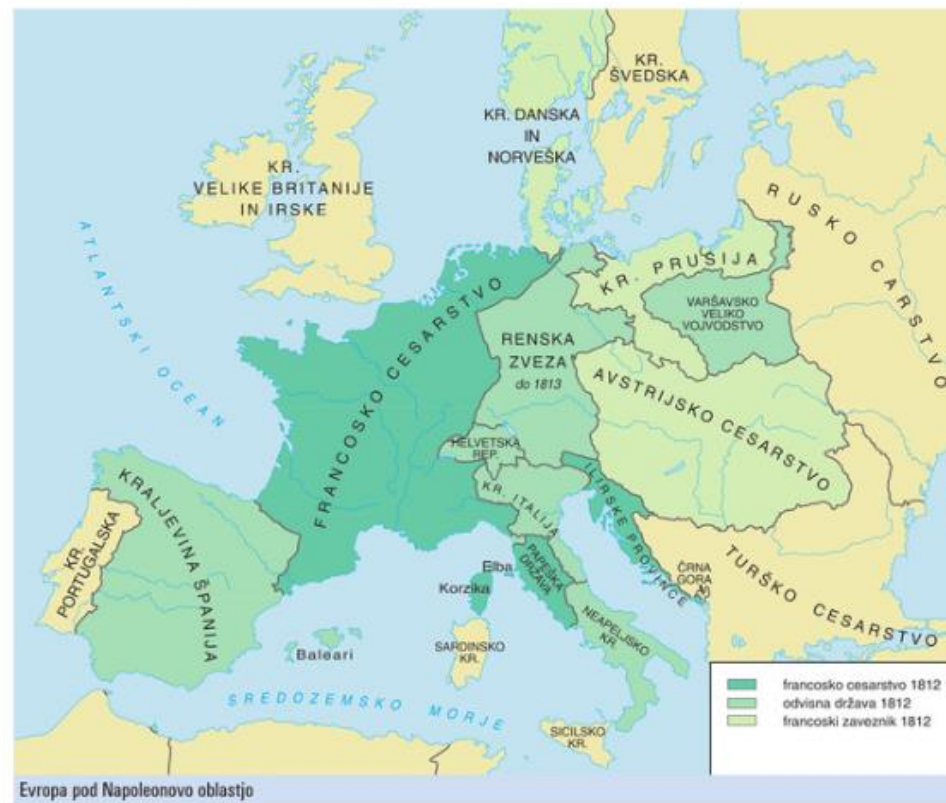 KR.
ŠVEDSKA
KR. DANSKA
IN
NORVEŠKA
KR.
VELIKE BRITANIJE
IN IRSKE
RUSKO CARSTVO
ATLANTSKI OCEAN
KR. PRUSIJA
VARŠAVSKO
VELIKO
VOJVODSTVO
FRANCOSKO CESARSTVO
RENSKA
ZVEZA
do 1813
AVSTRIJSKO CESARSTVO
HELVETSKA
REP.
KR. ITALIJA
ILIRSKE PROVINCE
KRALJEVINA ŠPANIJA
KR.
PORTUGALSKA
PAPEŠKA
DRŽAVA
Elba
Korzika
ČRNA
GORA
TURŠKO CESARSTVO
NEAPELJSKO
KR.
Baleari
SARDINSKO
KR.
SREDOZEMSKO MORJE
SICILSKO
KR.
francosko cesarstvo 1812
odvisna država 1812
francoski zaveznik 1812
Evropa pod Napoleonovo oblastjo